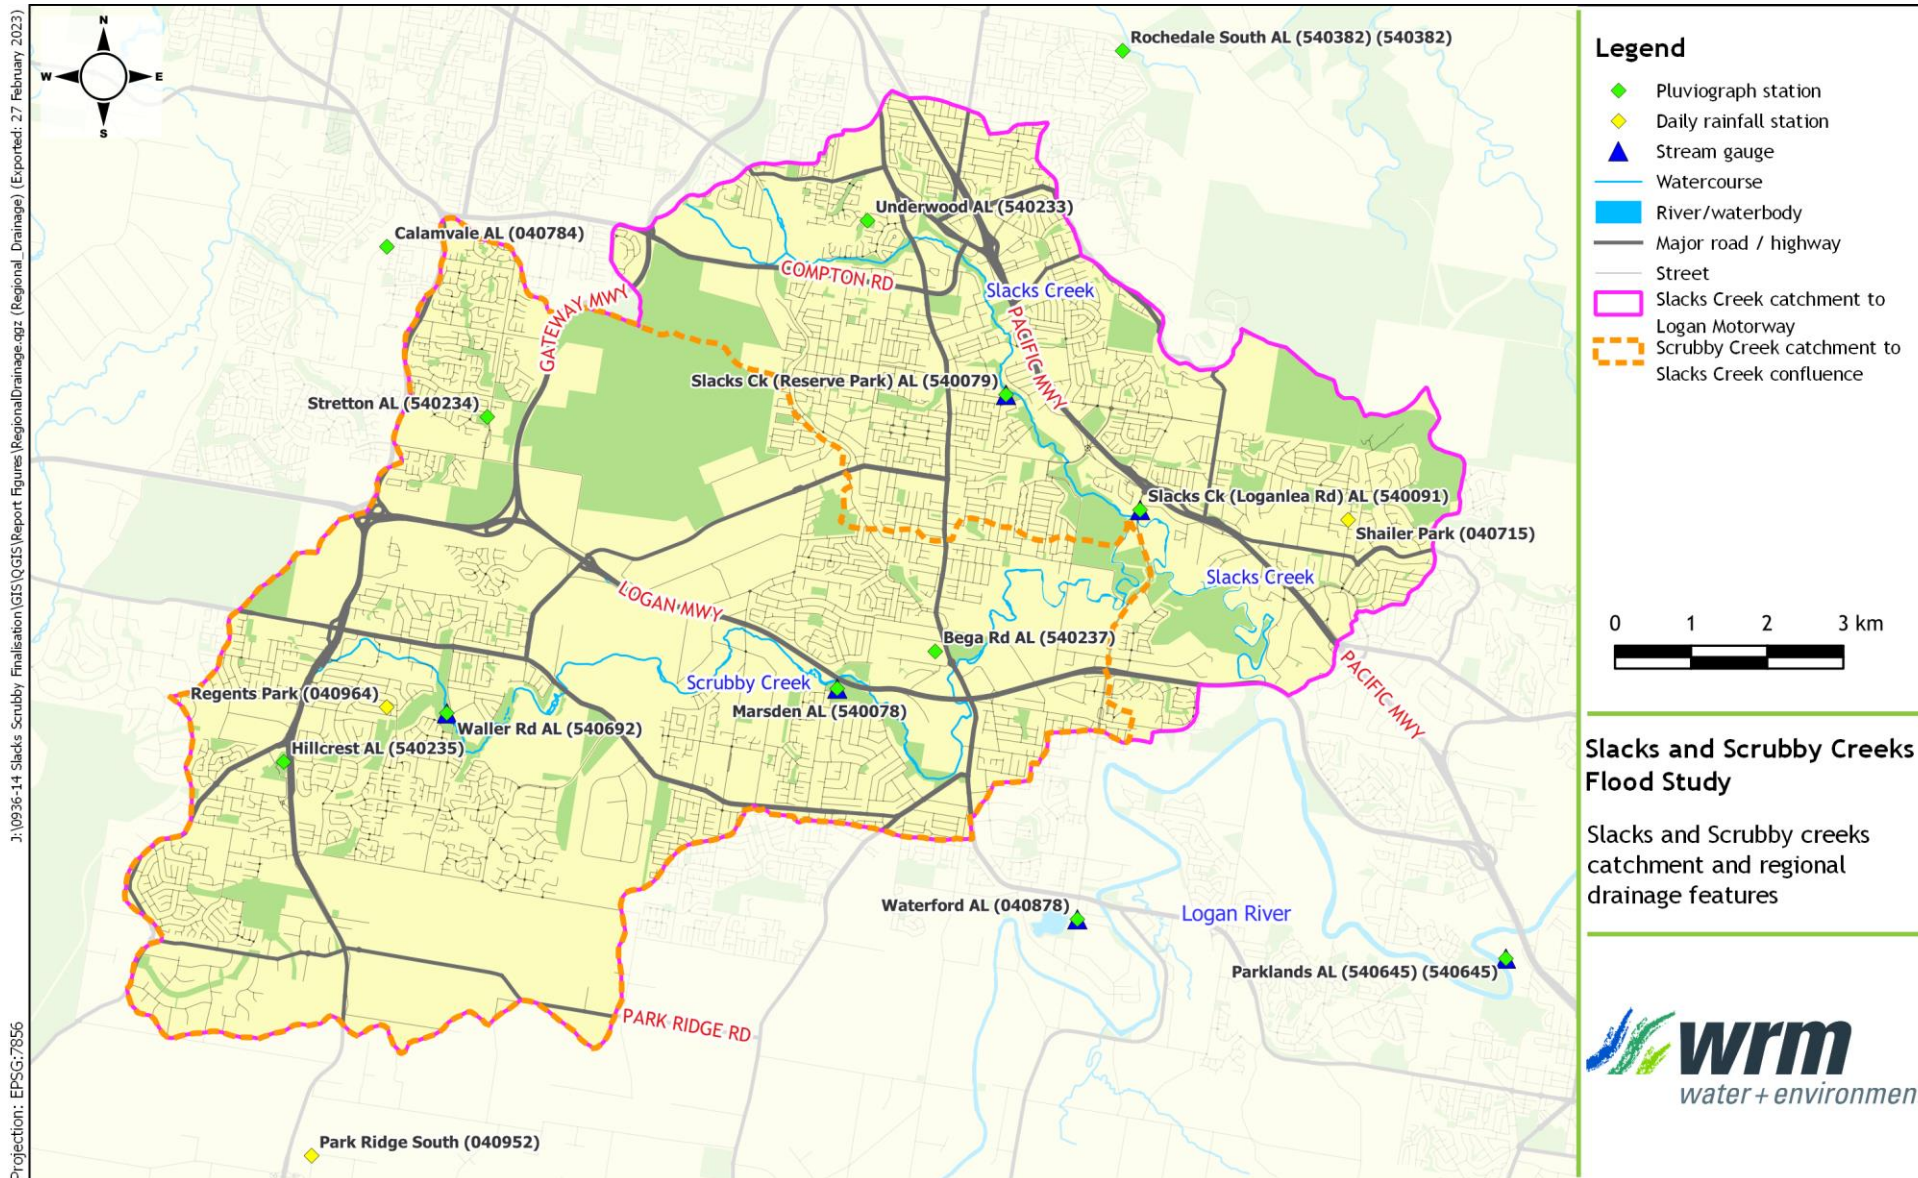 J:\0936-14 Slacks Scrubby Finalisation\GIS\QGIS\Report Figures\RegionalDrainage.qgz (Regional_Drainage) (Exported: 27 February 2023)
Projection: EPSG:7856
N
W E
S
Rochedale South AL (540382) (540382)
Underwood AL (540233)
Calamvale AL (040784)
COMPTON RD
Slacks Creek
GATEWAY MWY
PACIFIC MWY
Slacks Ck (Reserve Park) AL (540079)
Stretton AL (540234)
Slacks Ck (Loganlea Rd) AL (540091)
Shailer Park (040715)
Slacks Creek
LOGAN MWY
Bega Rd AL (540237)
PACIFIC MWY
Scrubby Creek
Regents Park (040964)
Marsden AL (540078)
Waller Rd AL (540692)
Hillcrest AL (540235)
Waterford AL (040878)
Logan River
Parklands AL (540645) (540645)
PARK RIDGE RD
Park Ridge South (040952)
Legend
Pluviograph station
Daily rainfall station
Stream gauge
Watercourse
River/waterbody
Major road / highway
Street
Slacks Creek catchment to
Logan Motorway
Scrubby Creek catchment to
Slacks Creek confluence
0 1 2 3 km
Slacks and Scrubby Creeks
Flood Study
Slacks and Scrubby creeks
catchment and regional
drainage features
wrm
water + environmen